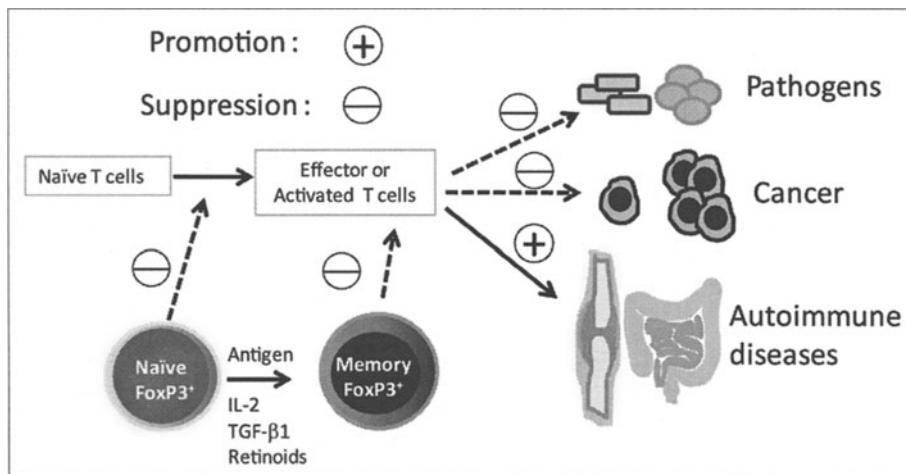 Promotion : +
Suppression : −
Pathogens
−
Naïve T cells
Effector or
Activated T cells
−
Cancer
+
−
−
Autoimmune
diseases
Naïve
FoxP3⁺
Antigen
IL-2
TGF-β1
Retinoids
Memory
FoxP3⁺